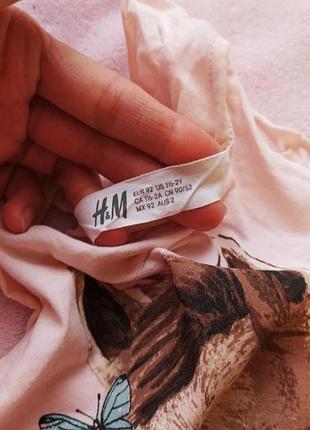 H&M
EUR 92 US 1½-2Y
CA 1½-2A CN 90/52
MX 92 AUS 2